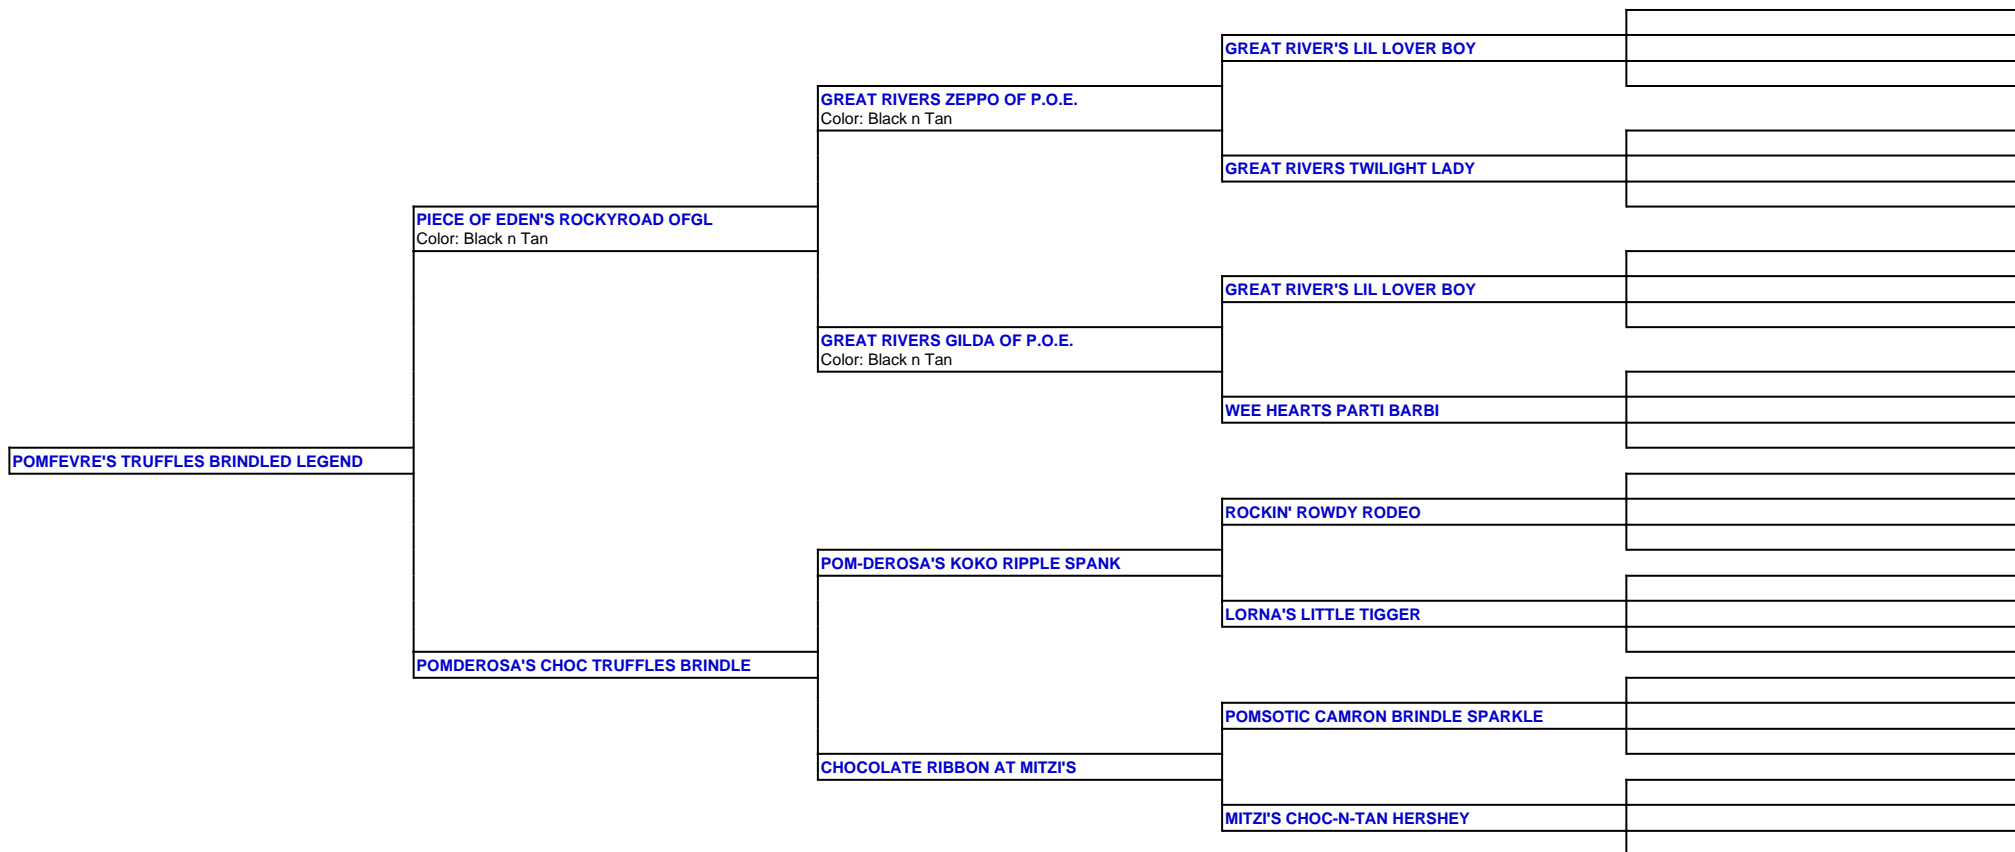 GREAT RIVER'S LIL LOVER BOY
GREAT RIVERS ZEPPO OF P.O.E.
Color: Black n Tan
GREAT RIVERS TWILIGHT LADY
PIECE OF EDEN'S ROCKYROAD OFGL
Color: Black n Tan
GREAT RIVER'S LIL LOVER BOY
GREAT RIVERS GILDA OF P.O.E.
Color: Black n Tan
WEE HEARTS PARTI BARBI
POMFEVRE'S TRUFFLES BRINDLED LEGEND
ROCKIN' ROWDY RODEO
POM-DEROSA'S KOKO RIPPLE SPANK
LORNA'S LITTLE TIGGER
POMDEROSA'S CHOC TRUFFLES BRINDLE
POMSOTIC CAMRON BRINDLE SPARKLE
CHOCOLATE RIBBON AT MITZI'S
MITZI'S CHOC-N-TAN HERSHEY